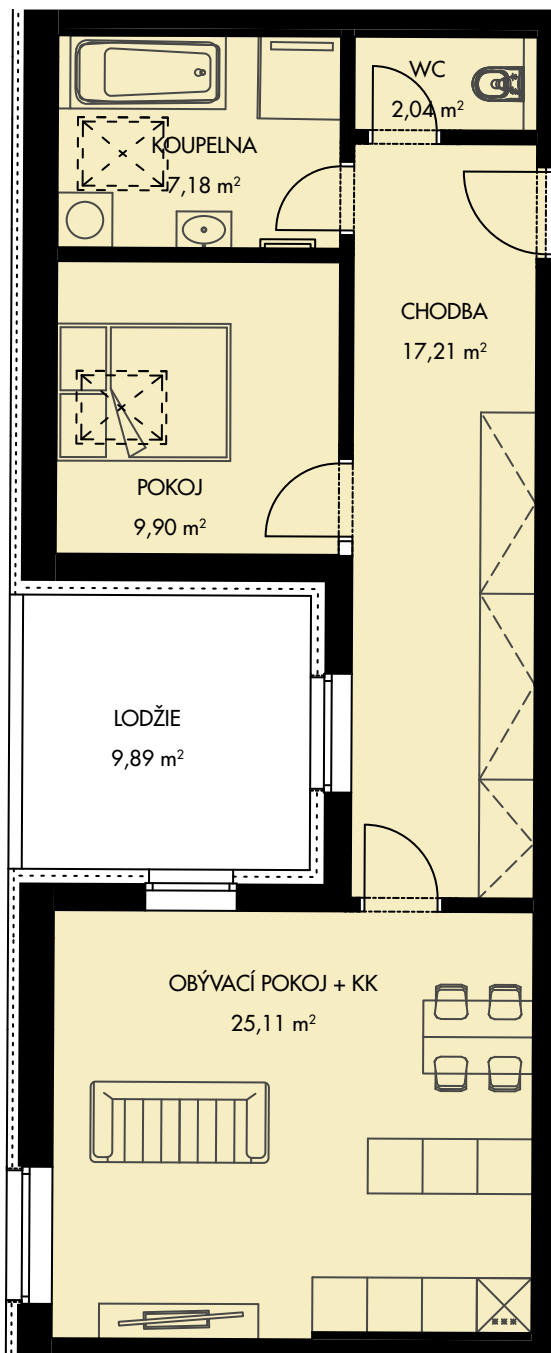 WC
2,04 m²
KOUPELNA
7,18 m²
CHODBA
17,21 m²
POKOJ
9,90 m²
LODŽIE
9,89 m²
OBÝVACÍ POKOJ + KK
25,11 m²